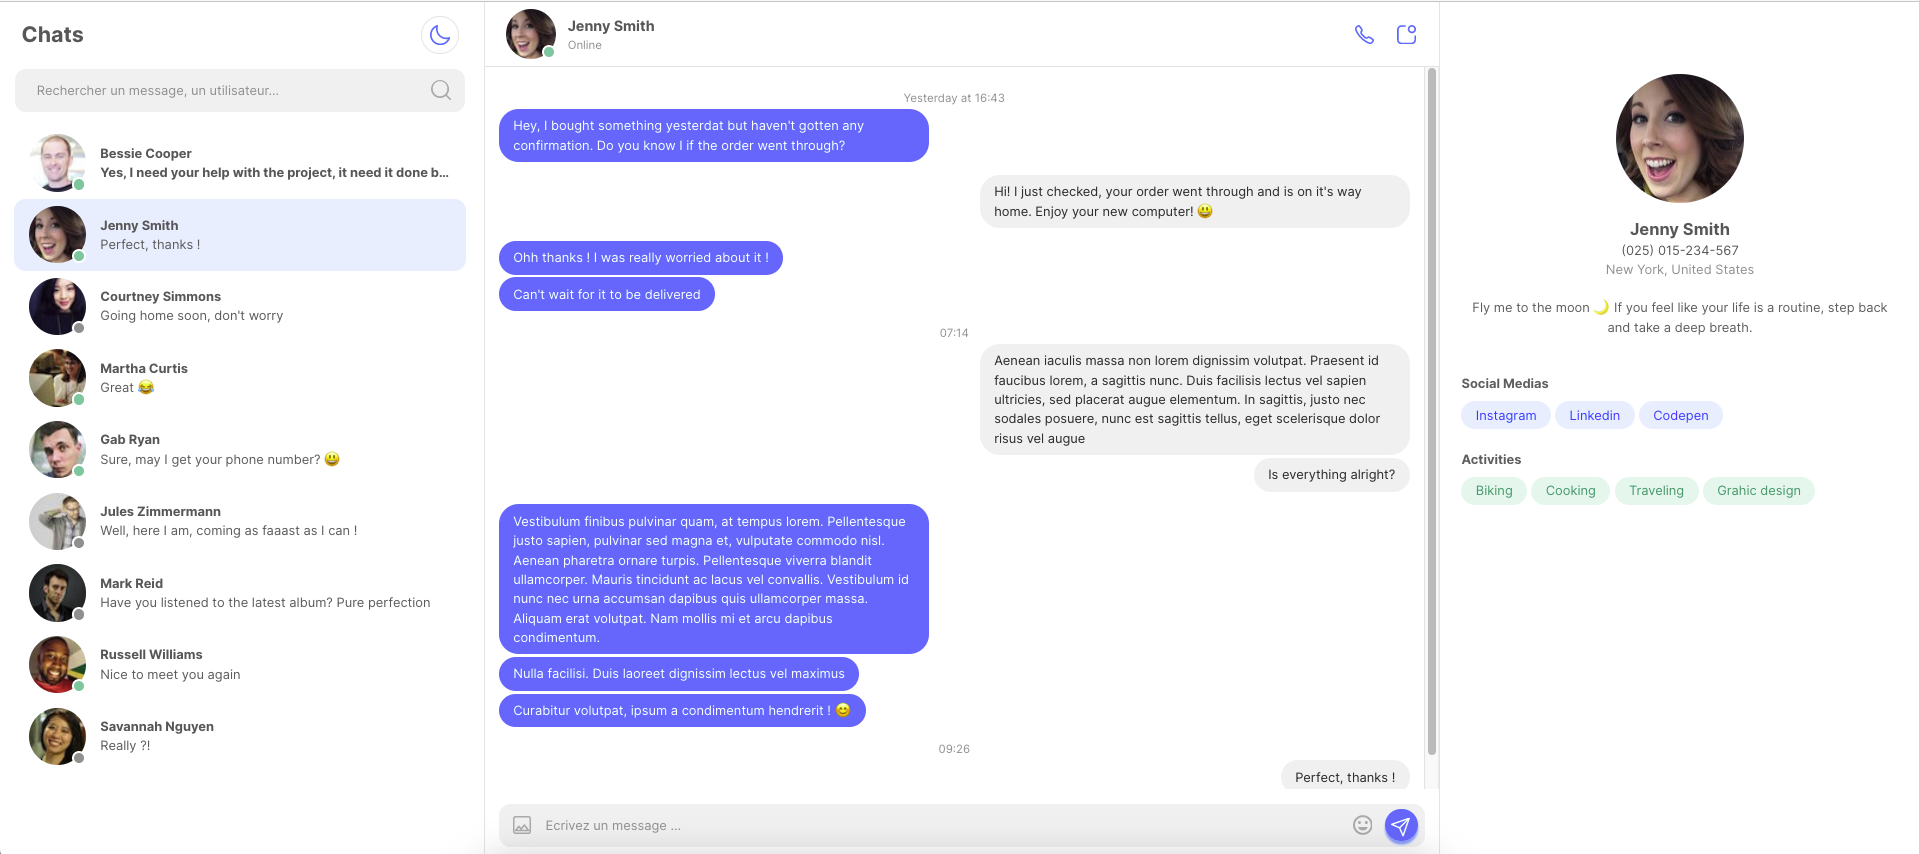 Chats
Rechercher un message, un utilisateur...
Bessie Cooper
Yes, I need your help with the project, it need it done b...
Jenny Smith
Perfect, thanks !
Courtney Simmons
Going home soon, don't worry
Martha Curtis
Great 😂
Gab Ryan
Sure, may I get your phone number? 😃
Jules Zimmermann
Well, here I am, coming as faaast as I can !
Mark Reid
Have you listened to the latest album? Pure perfection
Russell Williams
Nice to meet you again
Savannah Nguyen
Really ?!
Jenny Smith
Online
Yesterday at 16:43
Hey, I bought something yesterdat but haven't gotten any
confirmation. Do you know I if the order went through?
Hi! I just checked, your order went through and is on it's way
home. Enjoy your new computer! 😃
Ohh thanks ! I was really worried about it !
Can't wait for it to be delivered
07:14
Aenean iaculis massa non lorem dignissim volutpat. Praesent id
faucibus lorem, a sagittis nunc. Duis facilisis lectus vel sapien
ultricies, sed placerat augue elementum. In sagittis, justo nec
sodales posuere, nunc est sagittis tellus, eget scelerisque dolor
risus vel augue
Is everything alright?
Vestibulum finibus pulvinar quam, at tempus lorem. Pellentesque
justo sapien, pulvinar sed magna et, vulputate commodo nisl.
Aenean pharetra ornare turpis. Pellentesque viverra blandit
ullamcorper. Mauris tincidunt ac lacus vel convallis. Vestibulum id
nunc nec urna accumsan dapibus quis ullamcorper massa.
Aliquam erat volutpat. Nam mollis mi et arcu dapibus
condimentum.
Nulla facilisi. Duis laoreet dignissim lectus vel maximus
Curabitur volutpat, ipsum a condimentum hendrerit ! 😊
09:26
Perfect, thanks !
Ecrivez un message ...
Jenny Smith
(025) 015-234-567
New York, United States
Fly me to the moon 🌙 If you feel like your life is a routine, step back
and take a deep breath.
Social Medias
Instagram Linkedin Codepen
Activities
Biking Cooking Traveling Grahic design